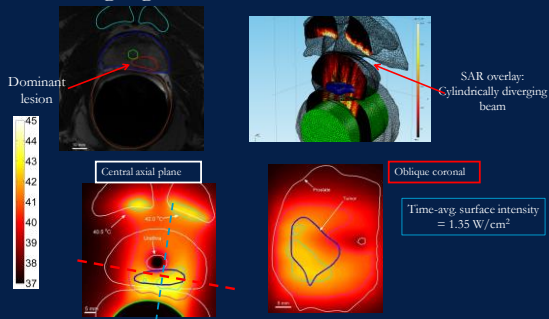 Dominant
lesion
SAR overlay:
Cylindrically diverging
beam
45
44
43
42
41
40
39
38
37
Central axial plane
40.0 °C
42.0 °C
Urethra
5 mm
Oblique coronal
Prostate
Tumor
5 mm
Time-avg. surface intensity
= 1.35 W/cm²